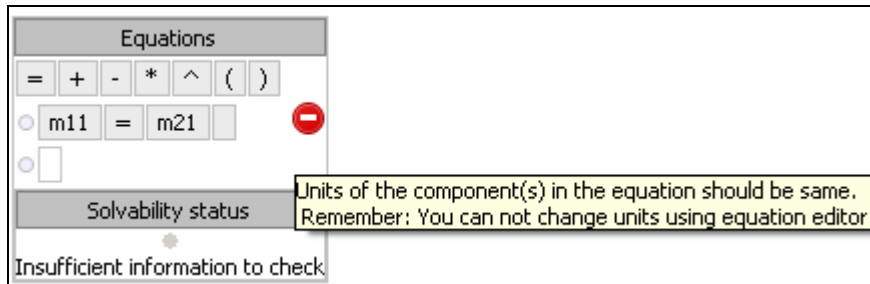 Equations
= + - * ^ ( )
m11 = m21
Units of the component(s) in the equation should be same.
Remember: You can not change units using equation editor
Solvability status
Insufficient information to check